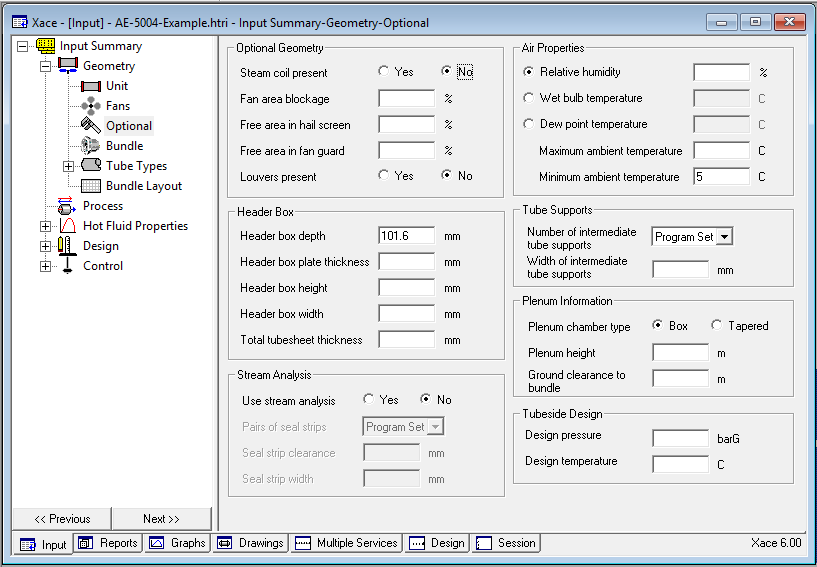 Xace - [Input] - AE-5004-Example.htri - Input Summary-Geometry-Optional
Input Summary
Geometry
Unit
Fans
Optional
Bundle
Tube Types
Bundle Layout
Process
Hot Fluid Properties
Design
Control
<< Previous
Next >>
Optional Geometry
Steam coil present Yes No
Fan area blockage %
Free area in hail screen %
Free area in fan guard %
Louvers present Yes No
Header Box
Header box depth 101.6 mm
Header box plate thickness mm
Header box height mm
Header box width mm
Total tubesheet thickness mm
Stream Analysis
Use stream analysis Yes No
Pairs of seal strips Program Set
Seal strip clearance mm
Seal strip width mm
Air Properties
Relative humidity %
Wet bulb temperature C
Dew point temperature C
Maximum ambient temperature C
Minimum ambient temperature 5 C
Tube Supports
Number of intermediate
tube supports Program Set
Width of intermediate
tube supports mm
Plenum Information
Plenum chamber type Box Tapered
Plenum height m
Ground clearance to
bundle m
Tubeside Design
Design pressure barG
Design temperature C
Input Reports Graphs Drawings Multiple Services Design Session Xace 6.00